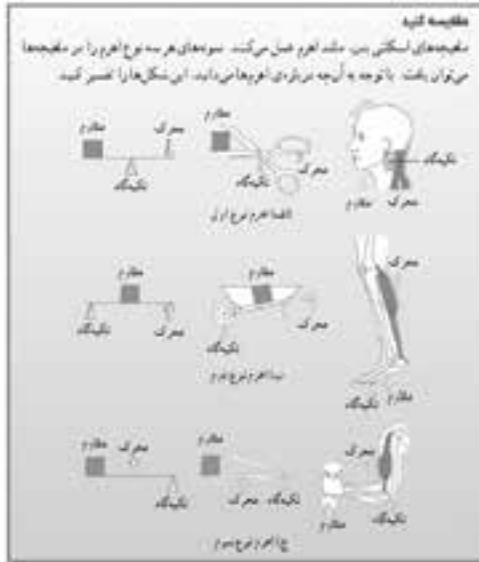 مقایسه کنید
ماهیچه‌های اسکلتی بدن، مانند اهرم عمل می‌کنند. نمونه‌های هر سه نوع اهرم را در ماهیچه‌ها
می‌توان یافت. با توجه به آن‌چه درباره‌ی اهرم‌ها می‌دانید، این شکل‌ها را تفسیر کنید.
مقاوم محرک تکیه‌گاه
مقاوم محرک تکیه‌گاه
تکیه‌گاه محرک مقاوم
الف) اهرم نوع اول
مقاوم تکیه‌گاه محرک
مقاوم تکیه‌گاه محرک
محرک مقاوم تکیه‌گاه
ب) اهرم نوع دوم
مقاوم محرک تکیه‌گاه
مقاوم محرک تکیه‌گاه
محرک مقاوم تکیه‌گاه
ج) اهرم نوع سوم